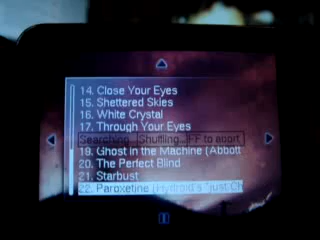 14. Close Your Eyes
15. Sheltered Skies
16. White Crystal
17. Through Your Eyes
Searching... Shuffling... FF to abort
19. Ghost in the Machine (Abbott
20. The Perfect Blind
21. Starbust
22. Paroxetine (Hydroid's "just Ch